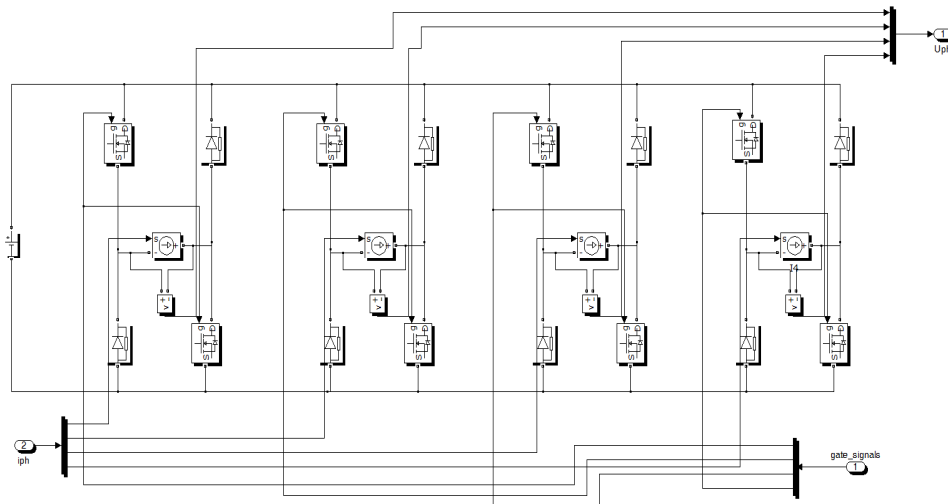 1
Uph
g
D
S
g
D
S
g
D
S
g
D
S
+
s
+
-
s
+
-
s
+
-
s
+
-
I4
+ -
v
+ -
v
+ -
v
+ -
v
g
D
S
g
D
S
g
D
S
g
D
S
2
iph
gate_signals
1